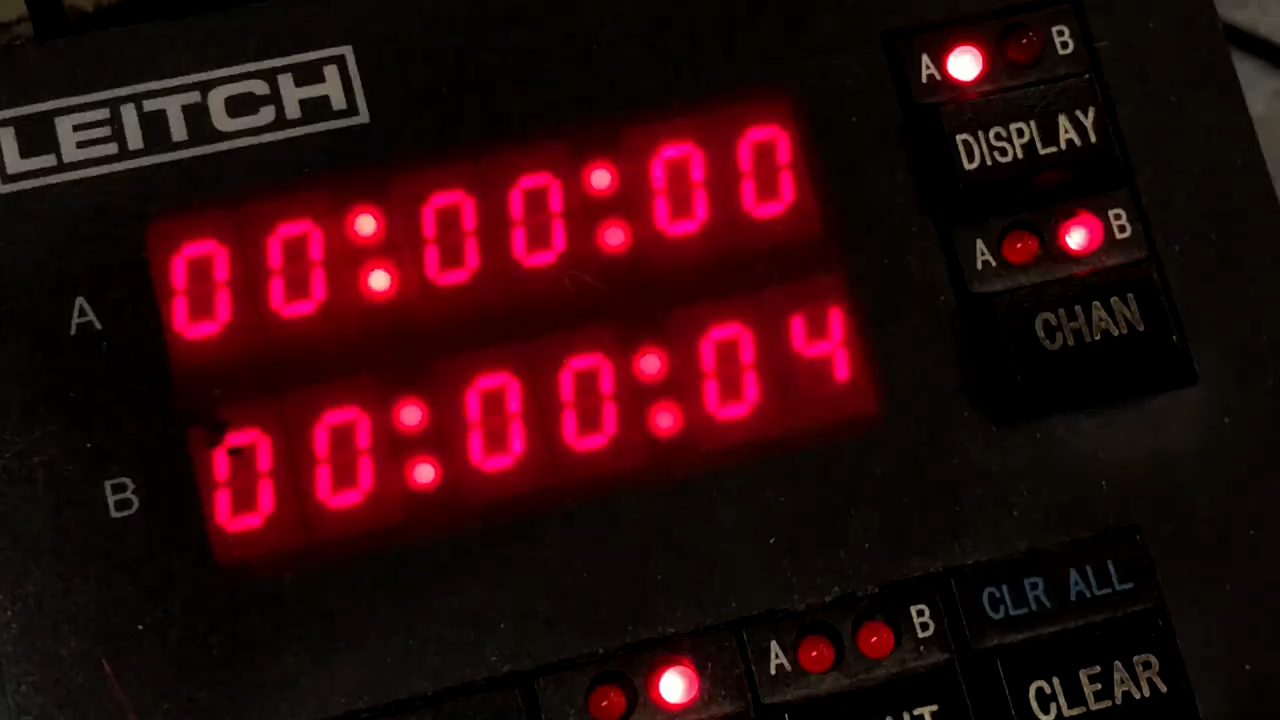 LEITCH
A 00:00:00
B 00:00:04
A B
DISPLAY
A B
CHAN
A B
CLR ALL
CLEAR